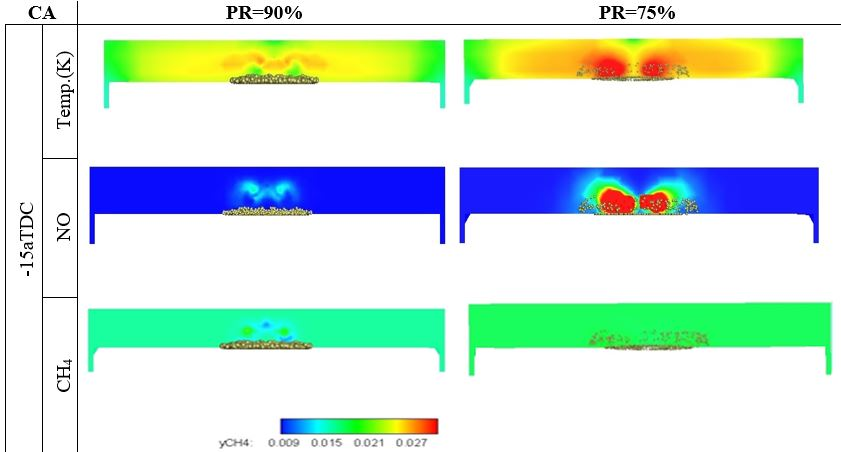 CA PR=90% PR=75%
-15aTDC
Temp.(K)
NO
CH₄
yCH4: 0.009 0.015 0.021 0.027